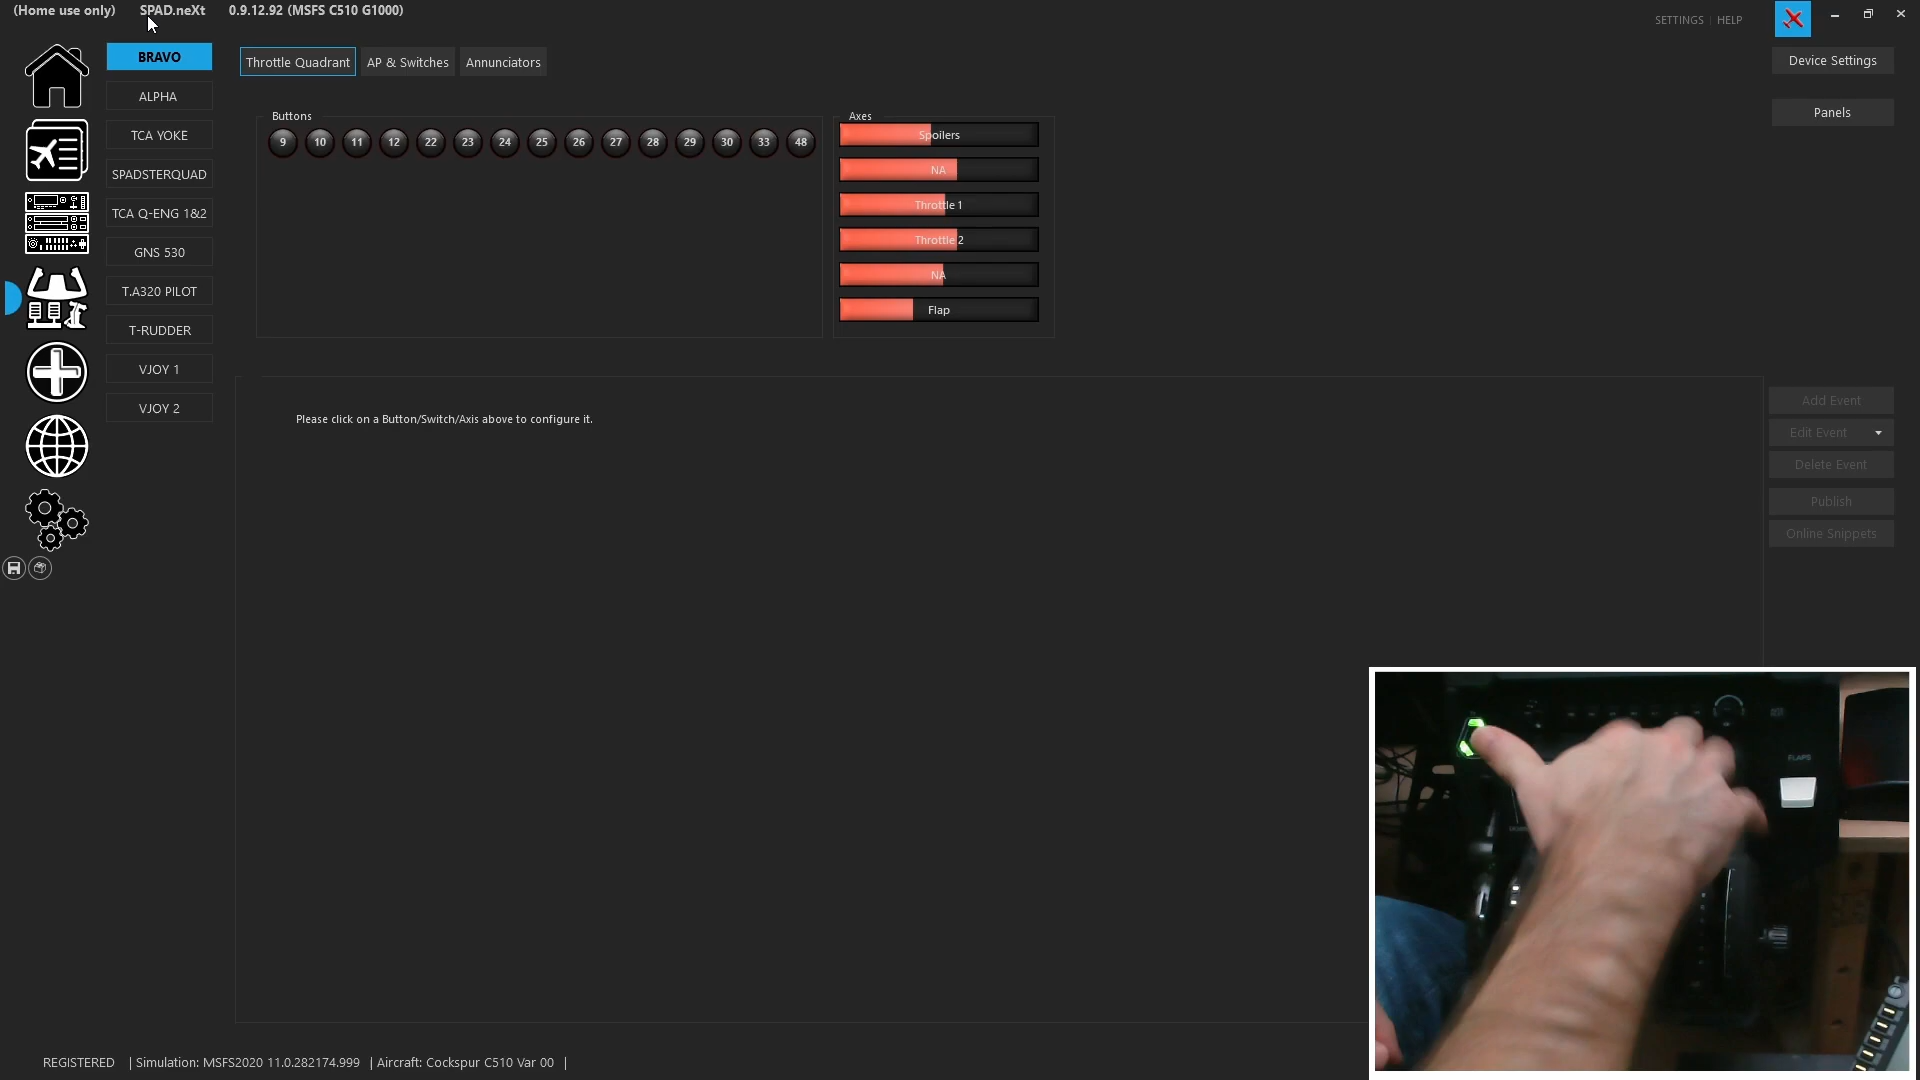 (Home use only) SPAD.neXt 0.9.12.92 (MSFS C510 G1000)
SETTINGS | HELP
BRAVO
ALPHA
TCA YOKE
SPADSTERQUAD
TCA Q-ENG 1&2
GNS 530
T.A320 PILOT
T-RUDDER
VJOY 1
VJOY 2
Throttle Quadrant AP & Switches Annunciators
Device Settings
Panels
Buttons
9 10 11 12 22 23 24 25 26 27 28 29 30 33 48
Axes
Spoilers
NA
Throttle 1
Throttle 2
NA
Flap
Please click on a Button/Switch/Axis above to configure it.
Add Event
Edit Event
Delete Event
Publish
Online Snippets
FLAPS
REGISTERED | Simulation: MSFS2020 11.0.282174.999 | Aircraft: Cockspur C510 Var 00 |